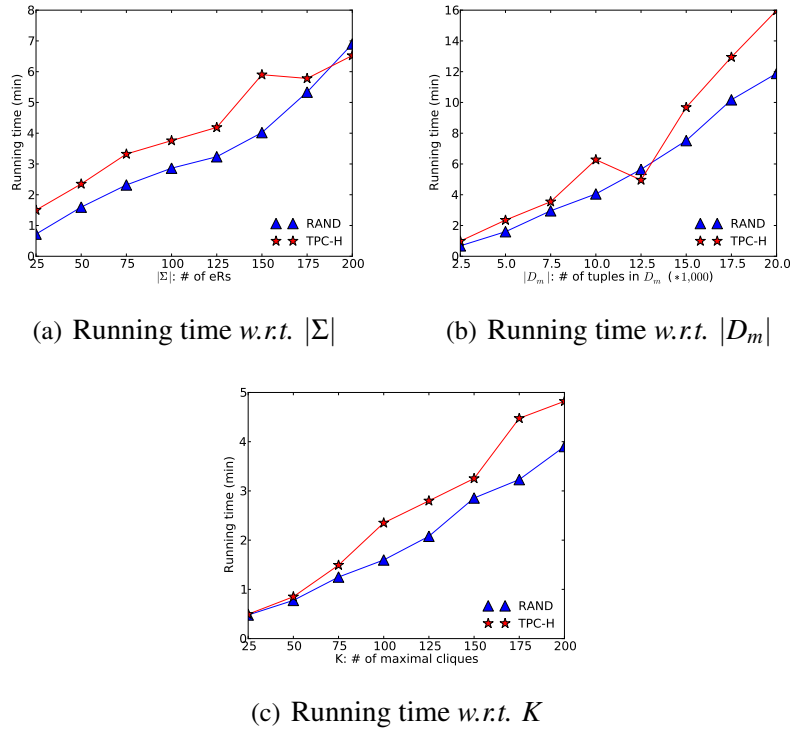 8
7
6
5
4
3
2
1
0
Running time (min)
RAND
TPC-H
25 50 75 100 125 150 175 200
|Σ|: # of eRs
(a) Running time w.r.t. |Σ|
16
14
12
10
8
6
4
2
0
Running time (min)
RAND
TPC-H
2.5 5.0 7.5 10.0 12.5 15.0 17.5 20.0
|D_m|: # of tuples in D_m (*1,000)
(b) Running time w.r.t. |D_m|
5
4
3
2
1
0
Running time (min)
RAND
TPC-H
25 50 75 100 125 150 175 200
K: # of maximal cliques
(c) Running time w.r.t. K